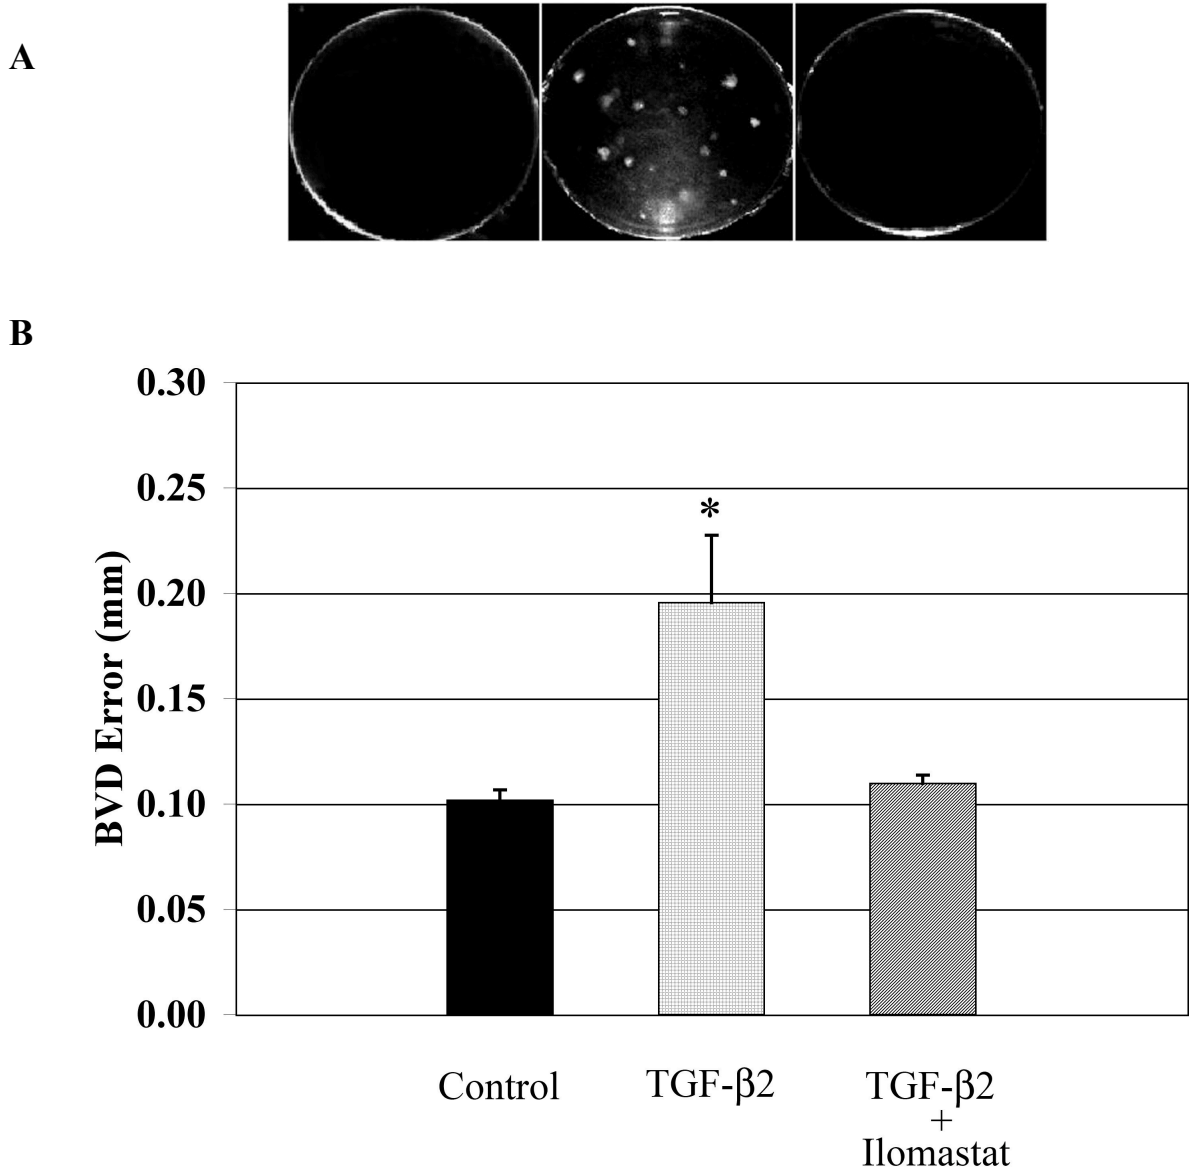 A
B
0.30
0.25
*
0.20
0.15
0.10
0.05
0.00
BVD Error (mm)
Control
TGF-β2
TGF-β2
+
Ilomastat